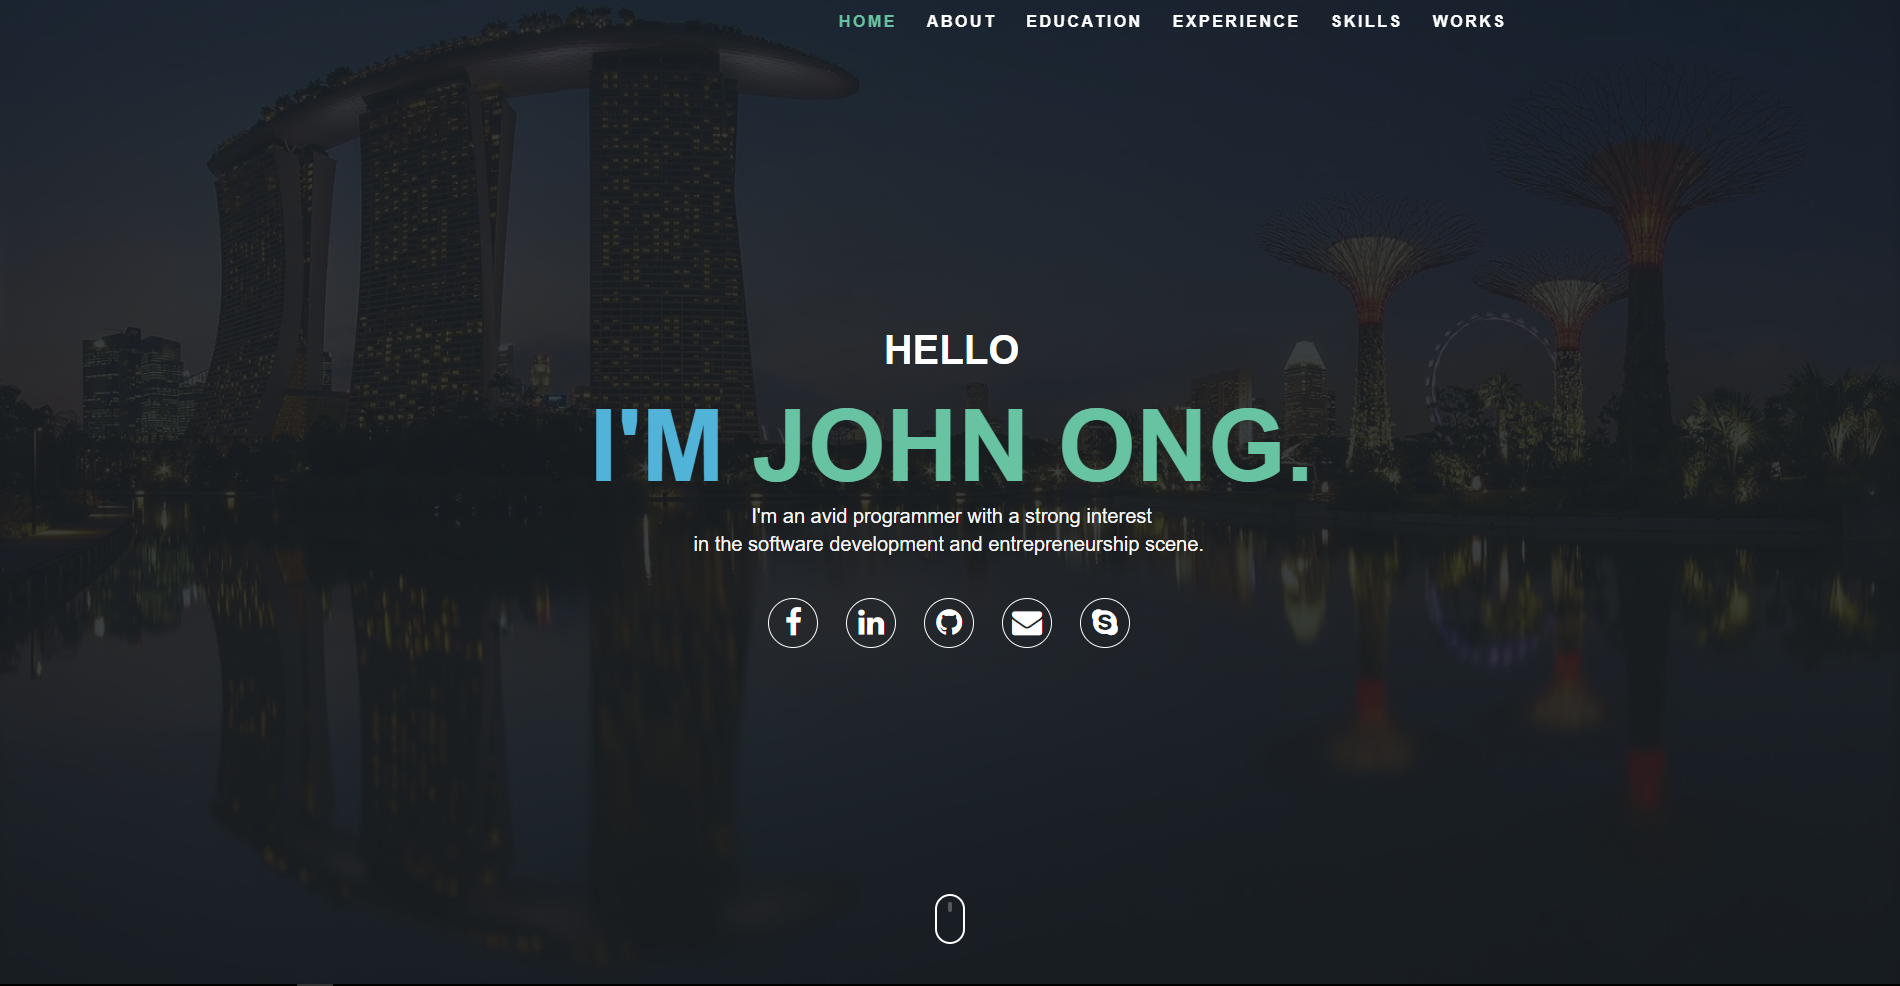 HOME ABOUT EDUCATION EXPERIENCE SKILLS WORKS
HELLO
I'M JOHN ONG.
I'm an avid programmer with a strong interest
in the software development and entrepreneurship scene.